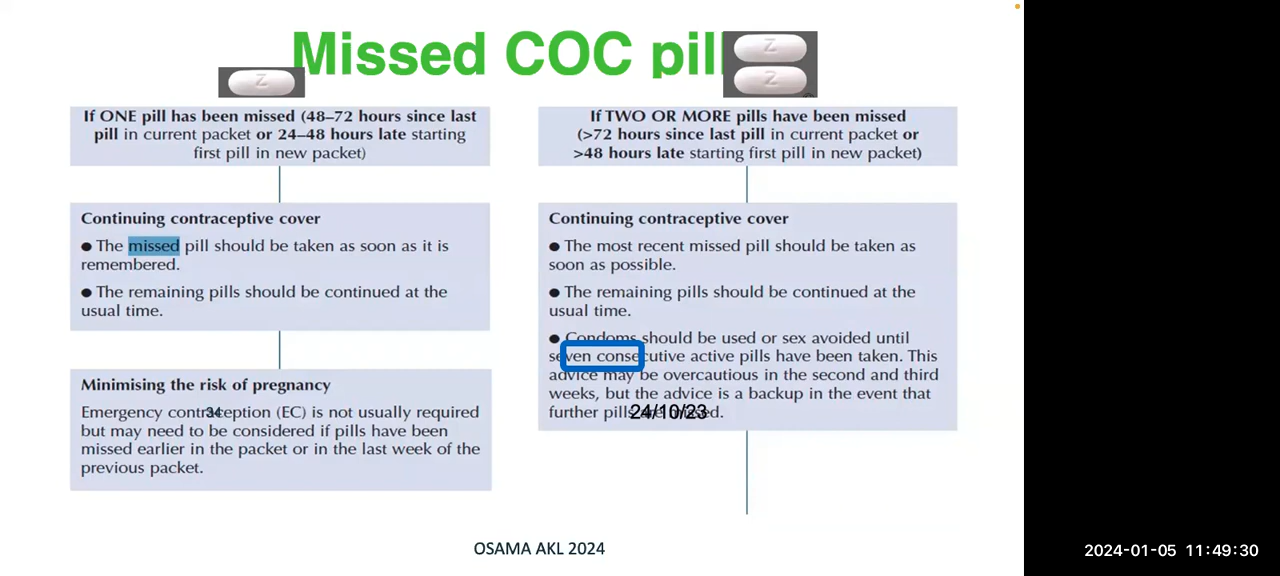 Missed COC pill
If ONE pill has been missed (48–72 hours since last
pill in current packet or 24–48 hours late starting
first pill in new packet)
Continuing contraceptive cover
● The missed pill should be taken as soon as it is
remembered.
● The remaining pills should be continued at the
usual time.
Minimising the risk of pregnancy
Emergency contraception (EC) is not usually required
but may need to be considered if pills have been
missed earlier in the packet or in the last week of the
previous packet.
34
If TWO OR MORE pills have been missed
(>72 hours since last pill in current packet or
>48 hours late starting first pill in new packet)
Continuing contraceptive cover
● The most recent missed pill should be taken as
soon as possible.
● The remaining pills should be continued at the
usual time.
● Condoms should be used or sex avoided until
seven consecutive active pills have been taken. This
advice may be overcautious in the second and third
weeks, but the advice is a backup in the event that
further pills are missed.
24/10/23
OSAMA AKL 2024
2024-01-05 11:49:30